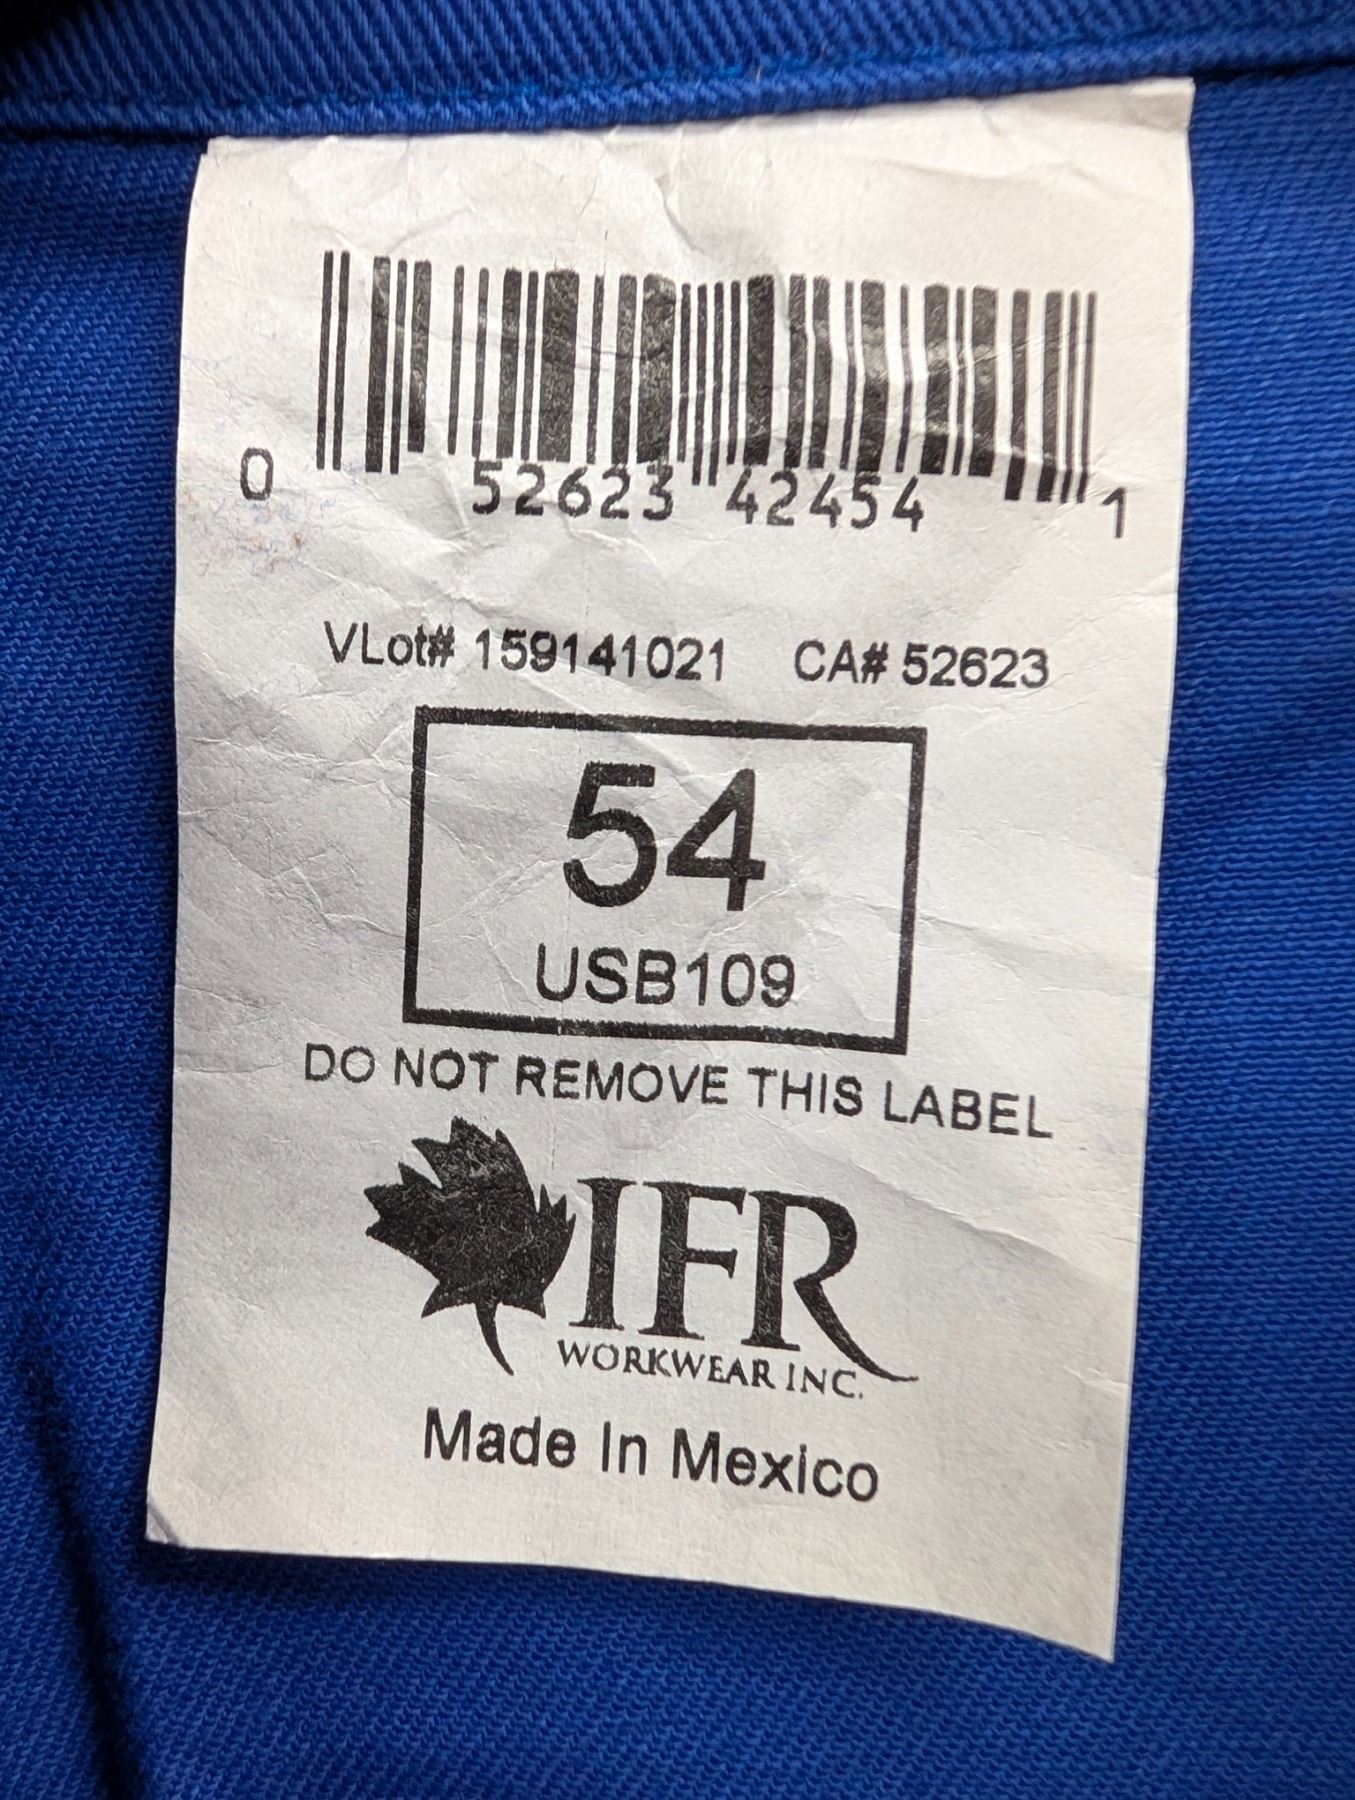 0 52623 42454 1
VLot# 159141021 CA# 52623
54
USB109
DO NOT REMOVE THIS LABEL
IFR
WORKWEAR INC.
Made In Mexico